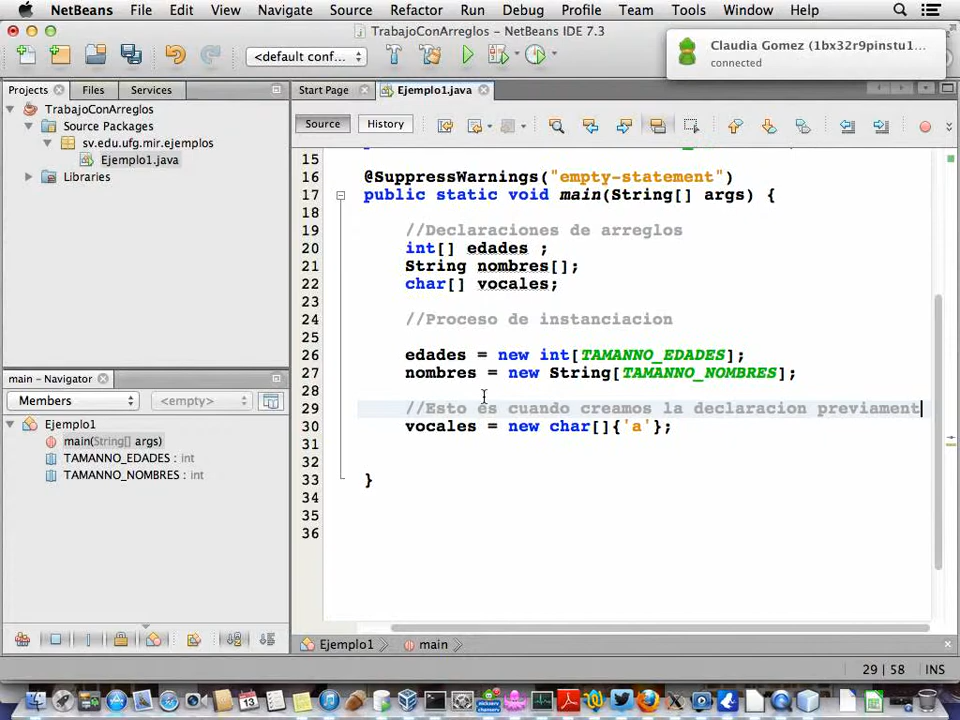 NetBeans File Edit View Navigate Source Refactor Run Debug Profile Team Tools Window Help
TrabajoConArreglos - NetBeans IDE 7.3
Claudia Gomez (1bx32r9pinstu1...
connected
<default conf...
Projects Files Services
Start Page Ejemplo1.java
TrabajoConArreglos
Source Packages
sv.edu.ufg.mir.ejemplos
Ejemplo1.java
Libraries
Source History
15
16 @SuppressWarnings("empty-statement")
17 public static void main(String[] args) {
18
19 //Declaraciones de arreglos
20 int[] edades ;
21 String nombres[];
22 char[] vocales;
23
24 //Proceso de instanciacion
25
26 edades = new int[TAMANNO_EDADES];
27 nombres = new String[TAMANNO_NOMBRES];
28
29 //Esto es cuando creamos la declaracion previament
30 vocales = new char[]{'a'};
31
32
33 }
34
35
36
main - Navigator
Members <empty>
Ejemplo1
main(String[] args)
TAMANNO_EDADES : int
TAMANNO_NOMBRES : int
Ejemplo1 main
29 | 58 INS